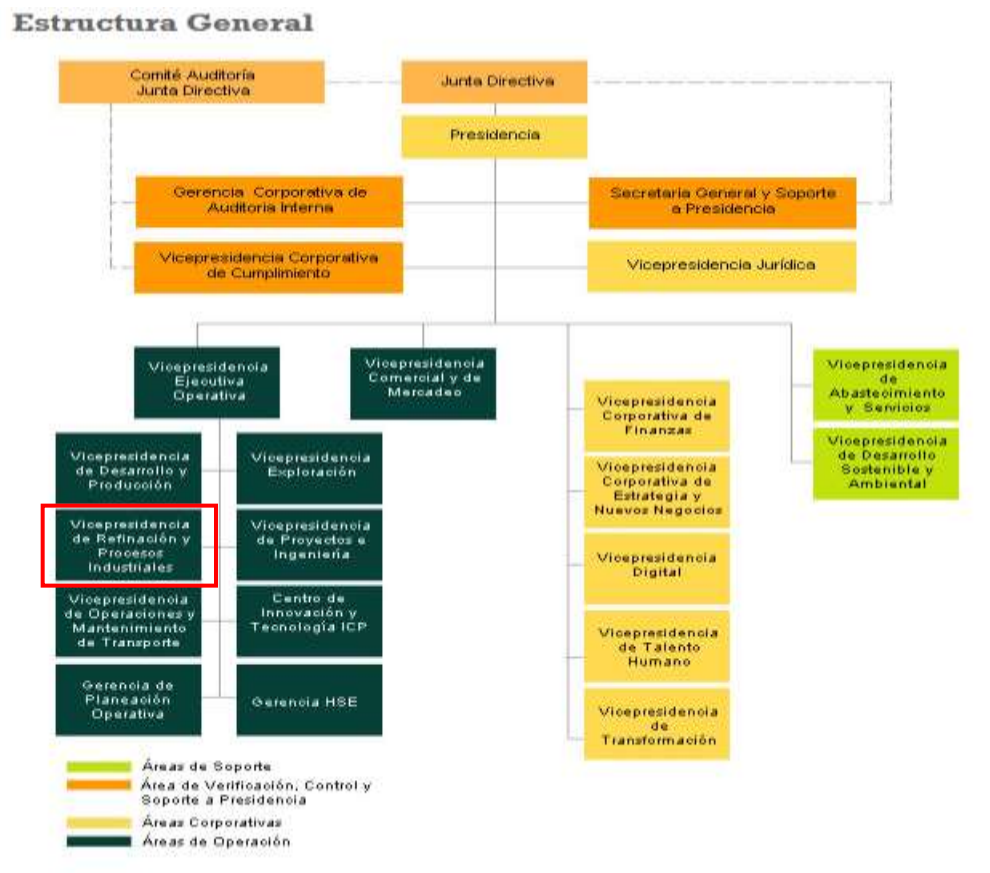 Estructura General
Comité Auditoría
Junta Directiva
Junta Directiva
Presidencia
Gerencia Corporativa de
Auditoria Interna
Secretaria General y Soporte
a Presidencia
Vicepresidencia Corporativa
de Cumplimiento
Vicepresidencia Jurídica
Vicepresidencia
Ejecutiva
Operativa
Vicepresidencia
Comercial y de
Mercadeo
Vicepresidencia
Corporativa de
Finanzas
Vicepresidencia
de
Abastecimiento
y Servicios
Vicepresidencia
de Desarrollo y
Producción
Vicepresidencia
Exploración
Vicepresidencia
Corporativa de
Estrategia y
Nuevos Negocios
Vicepresidencia
de Desarrollo
Sostenible y
Ambiental
Vicepresidencia
de Refinación y
Procesos
Industriales
Vicepresidencia
de Proyectos e
Ingeniería
Vicepresidencia
Digital
Vicepresidencia
de Operaciones y
Mantenimiento
de Transporte
Centro de
Innovación y
Tecnología ICP
Vicepresidencia
de Talento
Humano
Gerencia de
Planeación
Operativa
Gerencia HSE
Vicepresidencia
de
Transformación
Áreas de Soporte
Área de Verificación, Control y
Soporte a Presidencia
Áreas Corporativas
Áreas de Operación